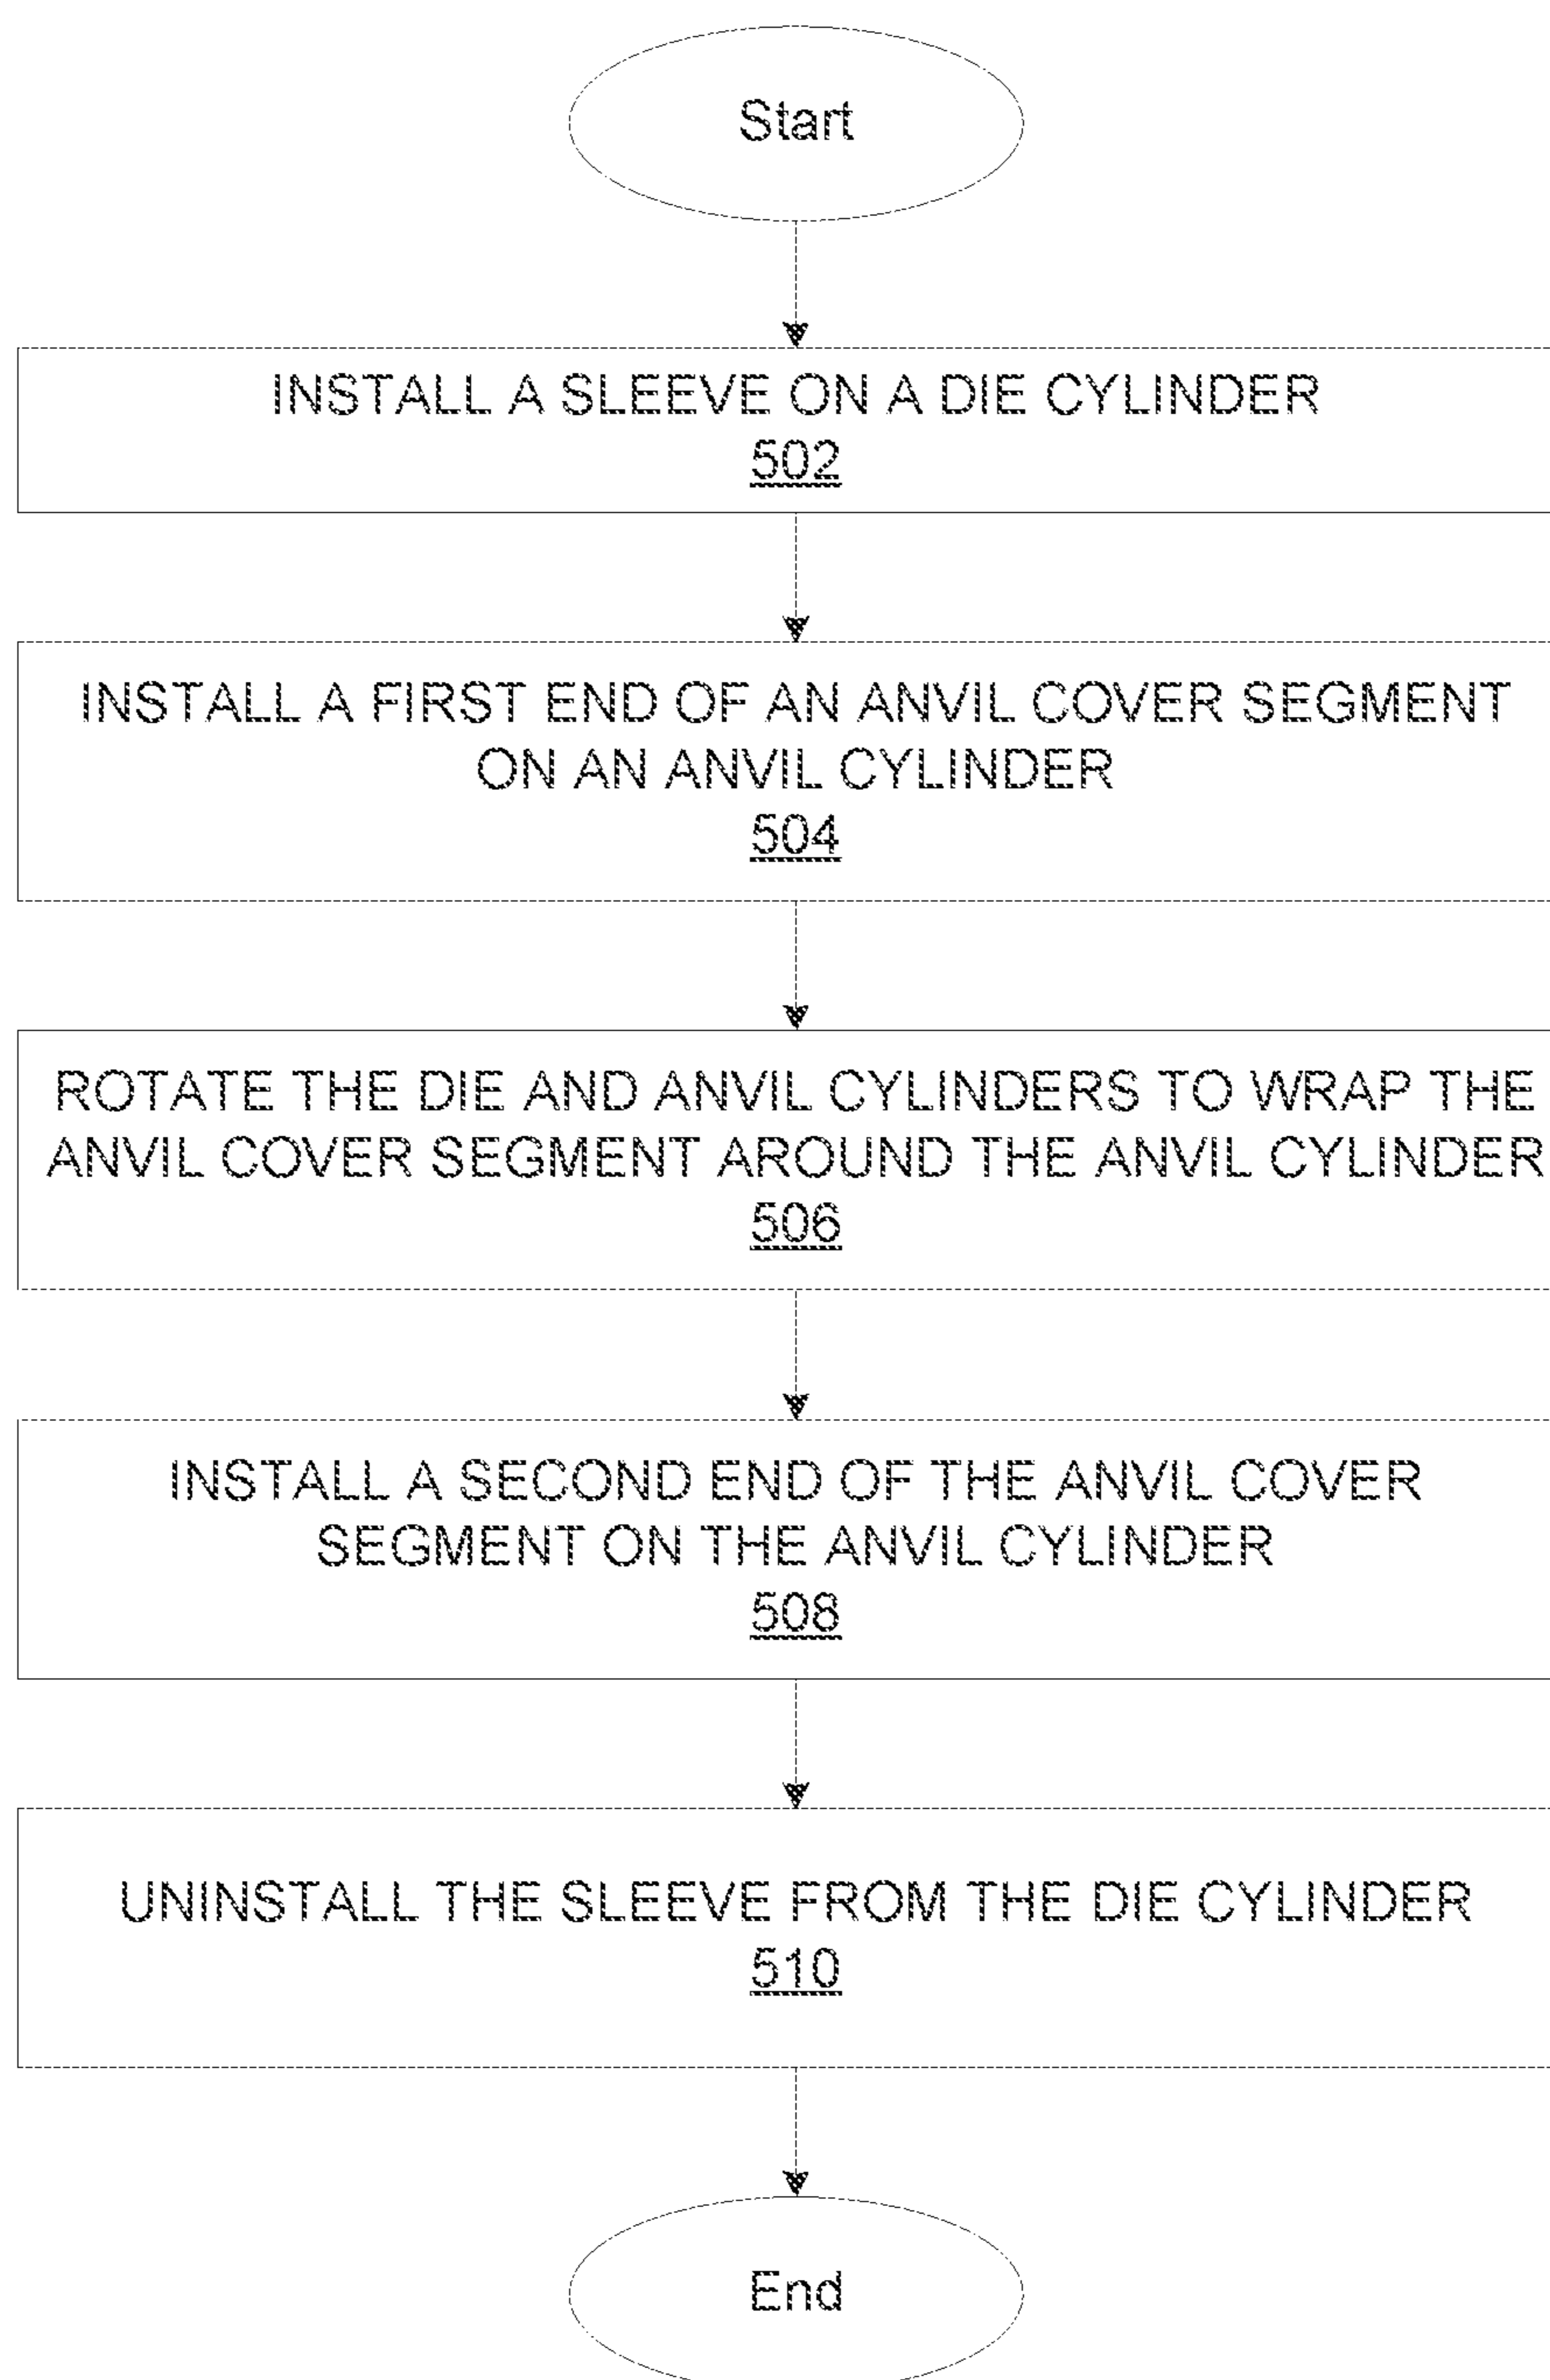 Start
INSTALL A SLEEVE ON A DIE CYLINDER
502
INSTALL A FIRST END OF AN ANVIL COVER SEGMENT
ON AN ANVIL CYLINDER
504
ROTATE THE DIE AND ANVIL CYLINDERS TO WRAP THE
ANVIL COVER SEGMENT AROUND THE ANVIL CYLINDER
506
INSTALL A SECOND END OF THE ANVIL COVER
SEGMENT ON THE ANVIL CYLINDER
508
UNINSTALL THE SLEEVE FROM THE DIE CYLINDER
510
End